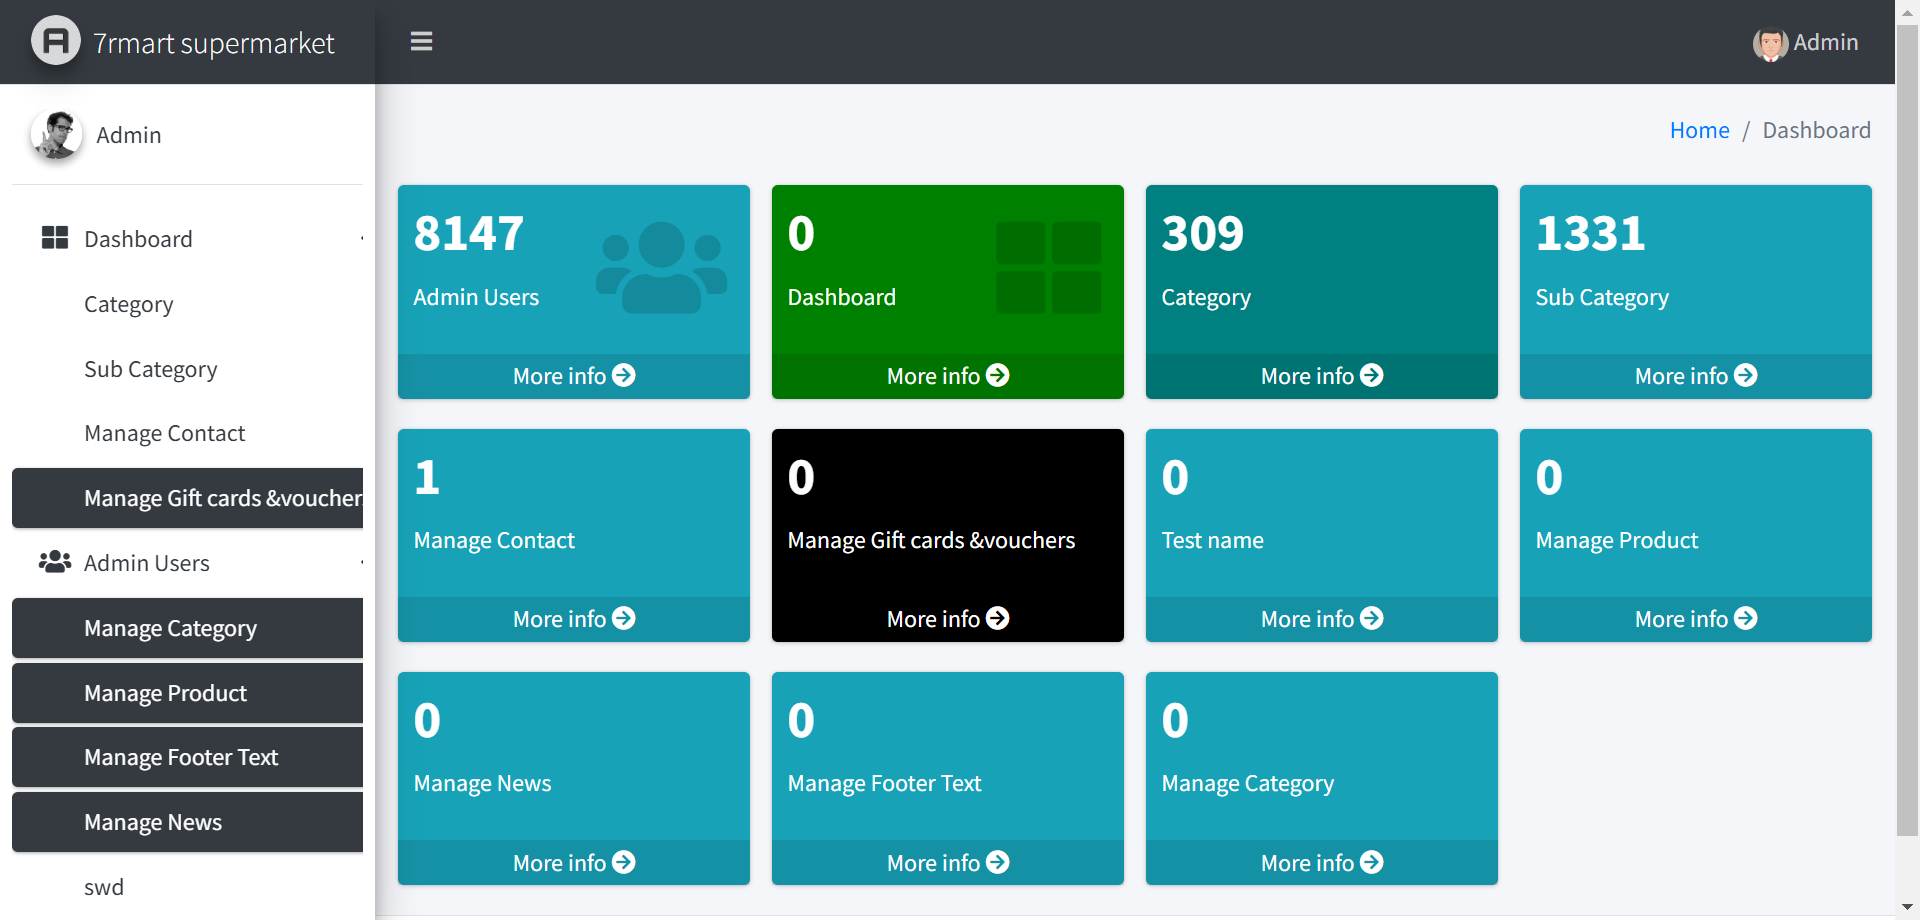 7rmart supermarket
Admin
Admin
Home / Dashboard
Dashboard
Category
Sub Category
Manage Contact
Manage Gift cards &voucher
Admin Users
Manage Category
Manage Product
Manage Footer Text
Manage News
swd
8147
Admin Users
More info
0
Dashboard
More info
309
Category
More info
1331
Sub Category
More info
1
Manage Contact
More info
0
Manage Gift cards &vouchers
More info
0
Test name
More info
0
Manage Product
More info
0
Manage News
More info
0
Manage Footer Text
More info
0
Manage Category
More info